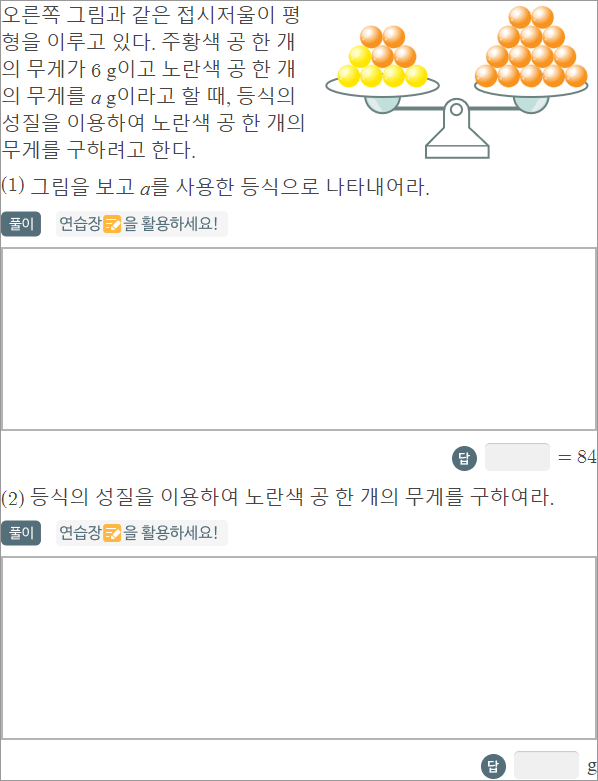 오른쪽 그림과 같은 접시저울이 평
형을 이루고 있다. 주황색 공 한 개
의 무게가 6 g이고 노란색 공 한 개
의 무게를 a g이라고 할 때, 등식의
성질을 이용하여 노란색 공 한 개의
무게를 구하려고 한다.
(1) 그림을 보고 a를 사용한 등식으로 나타내어라.
풀이 연습장을 활용하세요!
답 = 84
(2) 등식의 성질을 이용하여 노란색 공 한 개의 무게를 구하여라.
풀이 연습장을 활용하세요!
답 g